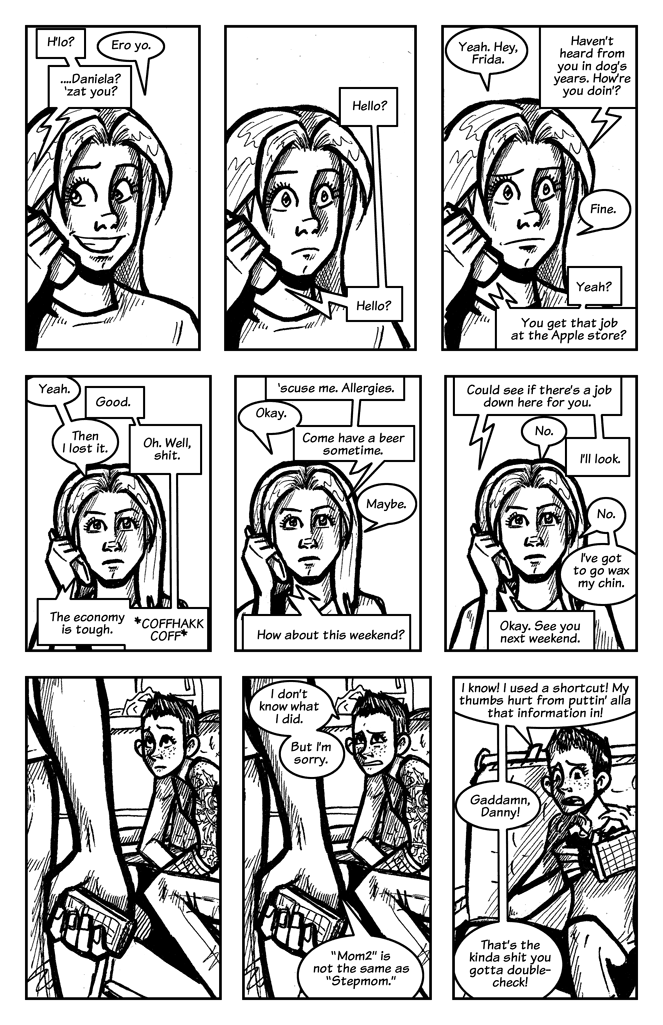 H'lo?
Ero yo.
....Daniela?
'zat you?
Hello?
Hello?
Yeah. Hey,
Frida.
Haven't
heard from
you in dog's
years. How're
you doin'?
Fine.
Yeah?
You get that job
at the Apple store?
Yeah.
Good.
Then
I lost it.
Oh. Well,
shit.
The economy
is tough.
*COFFHAKK
COFF*
'scuse me. Allergies.
Okay.
Come have a beer
sometime.
Maybe.
How about this weekend?
Could see if there's a job
down here for you.
No.
I'll look.
No.
I've got
to go wax
my chin.
Okay. See you
next weekend.
I don't
know what
I did.
But I'm
sorry.
"Mom2" is
not the same as
"Stepmom."
I know! I used a shortcut! My
thumbs hurt from puttin' alla
that information in!
Gaddamn,
Danny!
That's the
kinda shit you
gotta double-
check!